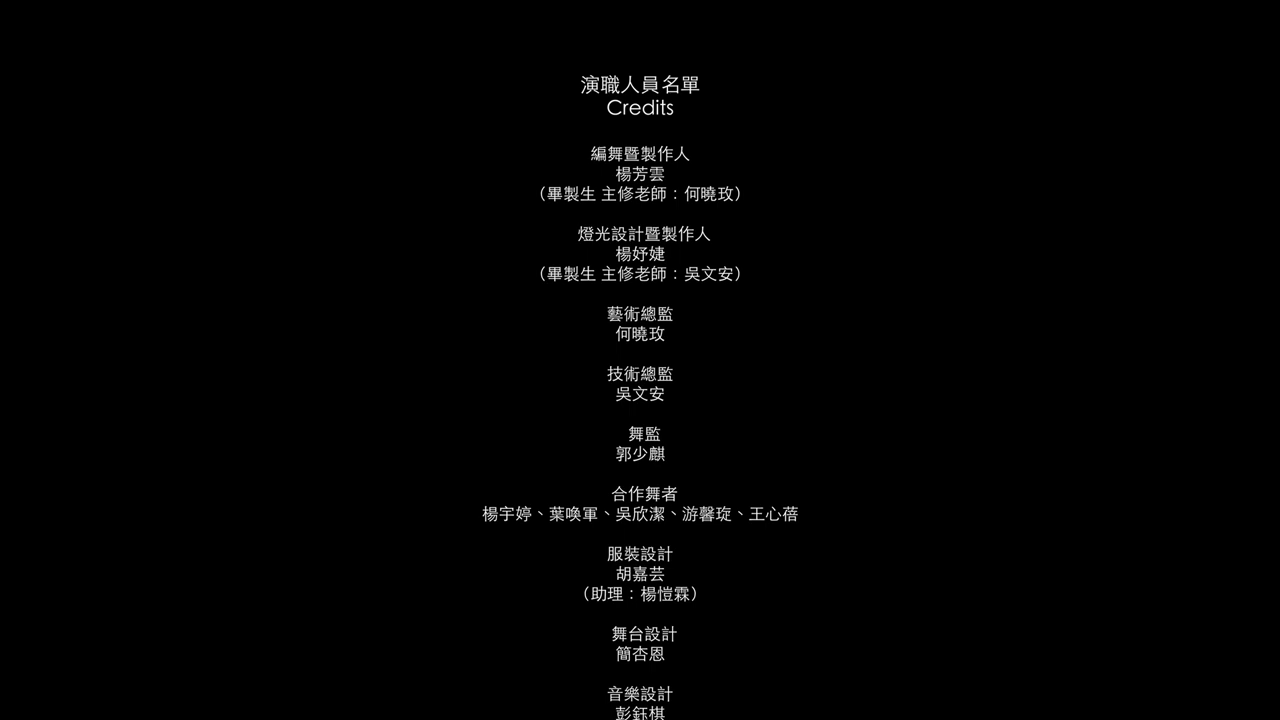 演職人員名單
Credits
編舞暨製作人
楊芳雲
（畢製生 主修老師：何曉玫）
燈光設計暨製作人
楊妤婕
（畢製生 主修老師：吳文安）
藝術總監
何曉玫
技術總監
吳文安
舞監
郭少麒
合作舞者
楊宇婷、葉喚軍、吳欣潔、游馨琁、王心蓓
服裝設計
胡嘉芸
（助理：楊愷霖）
舞台設計
簡杏恩
音樂設計
彭鈺棋